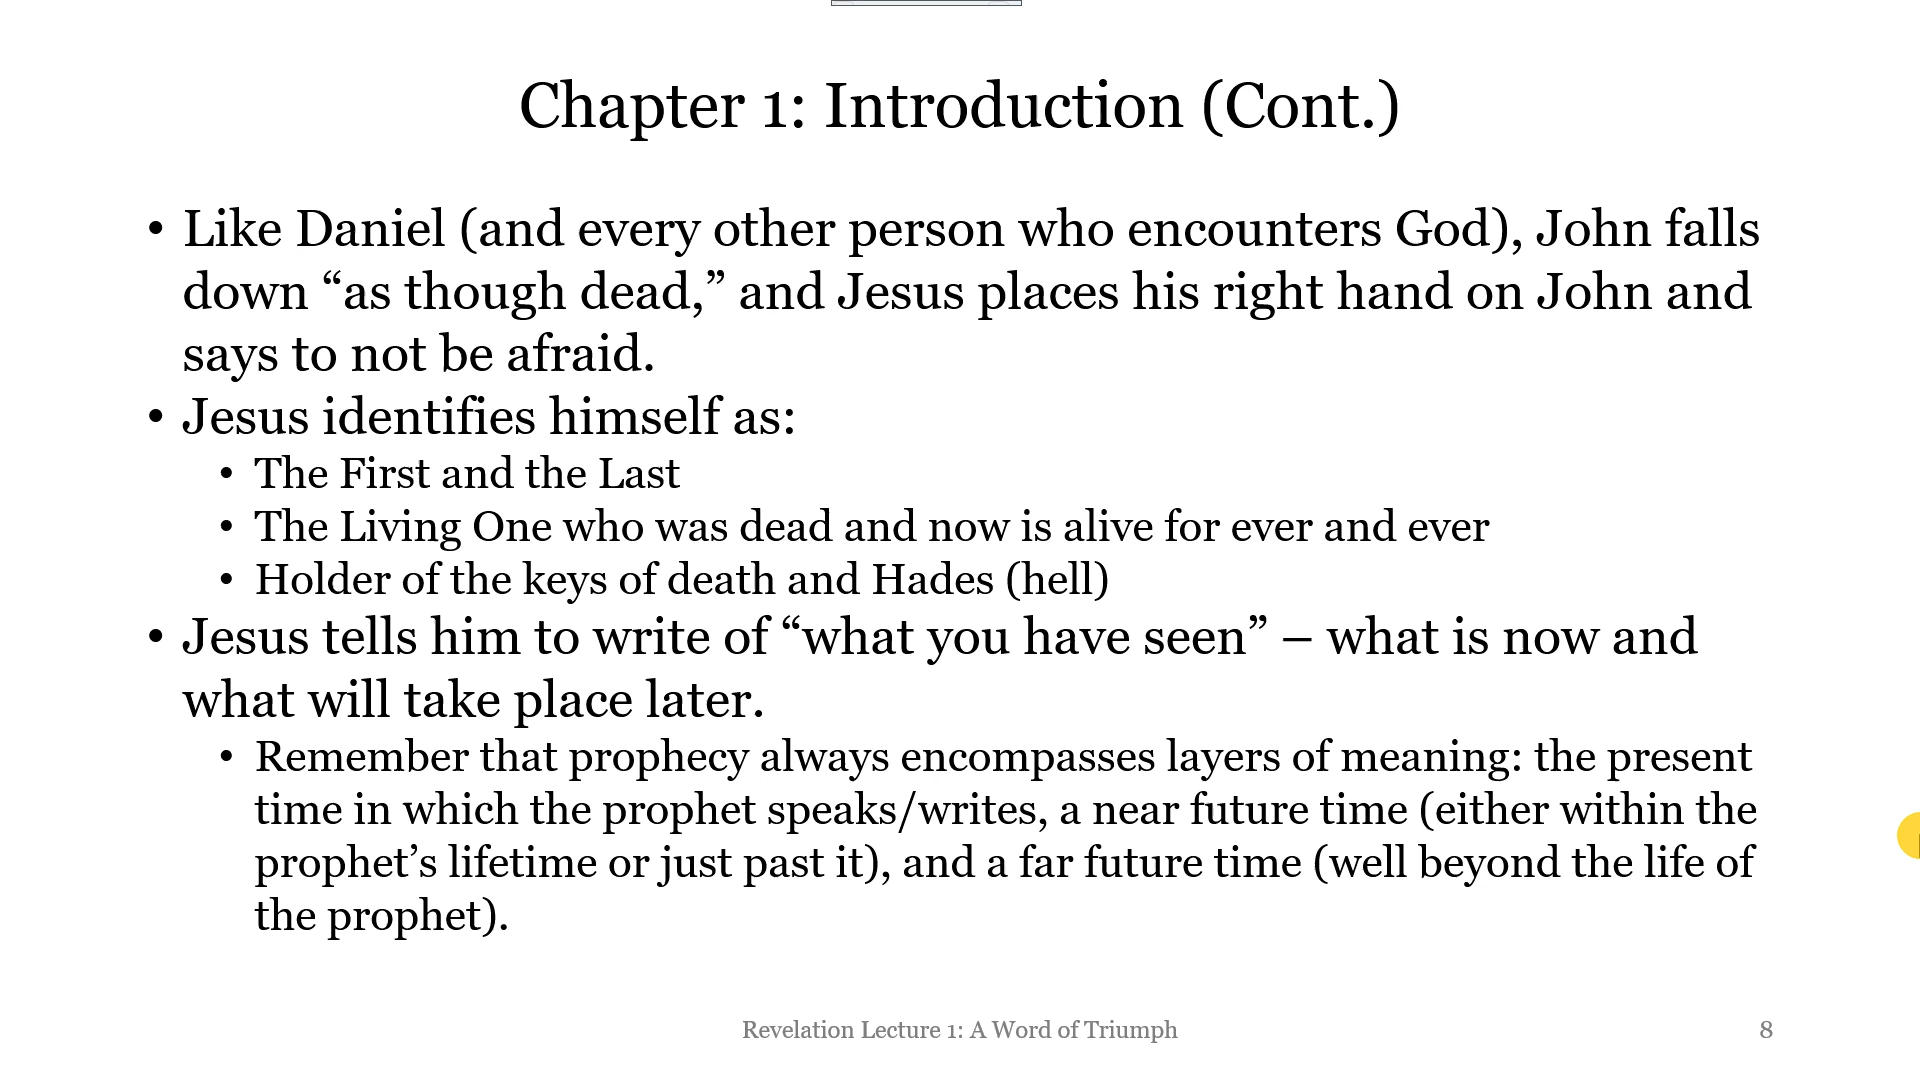 Chapter 1: Introduction (Cont.)
• Like Daniel (and every other person who encounters God), John falls
down “as though dead,” and Jesus places his right hand on John and
says to not be afraid.
• Jesus identifies himself as:
• The First and the Last
• The Living One who was dead and now is alive for ever and ever
• Holder of the keys of death and Hades (hell)
• Jesus tells him to write of “what you have seen” – what is now and
what will take place later.
• Remember that prophecy always encompasses layers of meaning: the present
time in which the prophet speaks/writes, a near future time (either within the
prophet’s lifetime or just past it), and a far future time (well beyond the life of
the prophet).
Revelation Lecture 1: A Word of Triumph
8